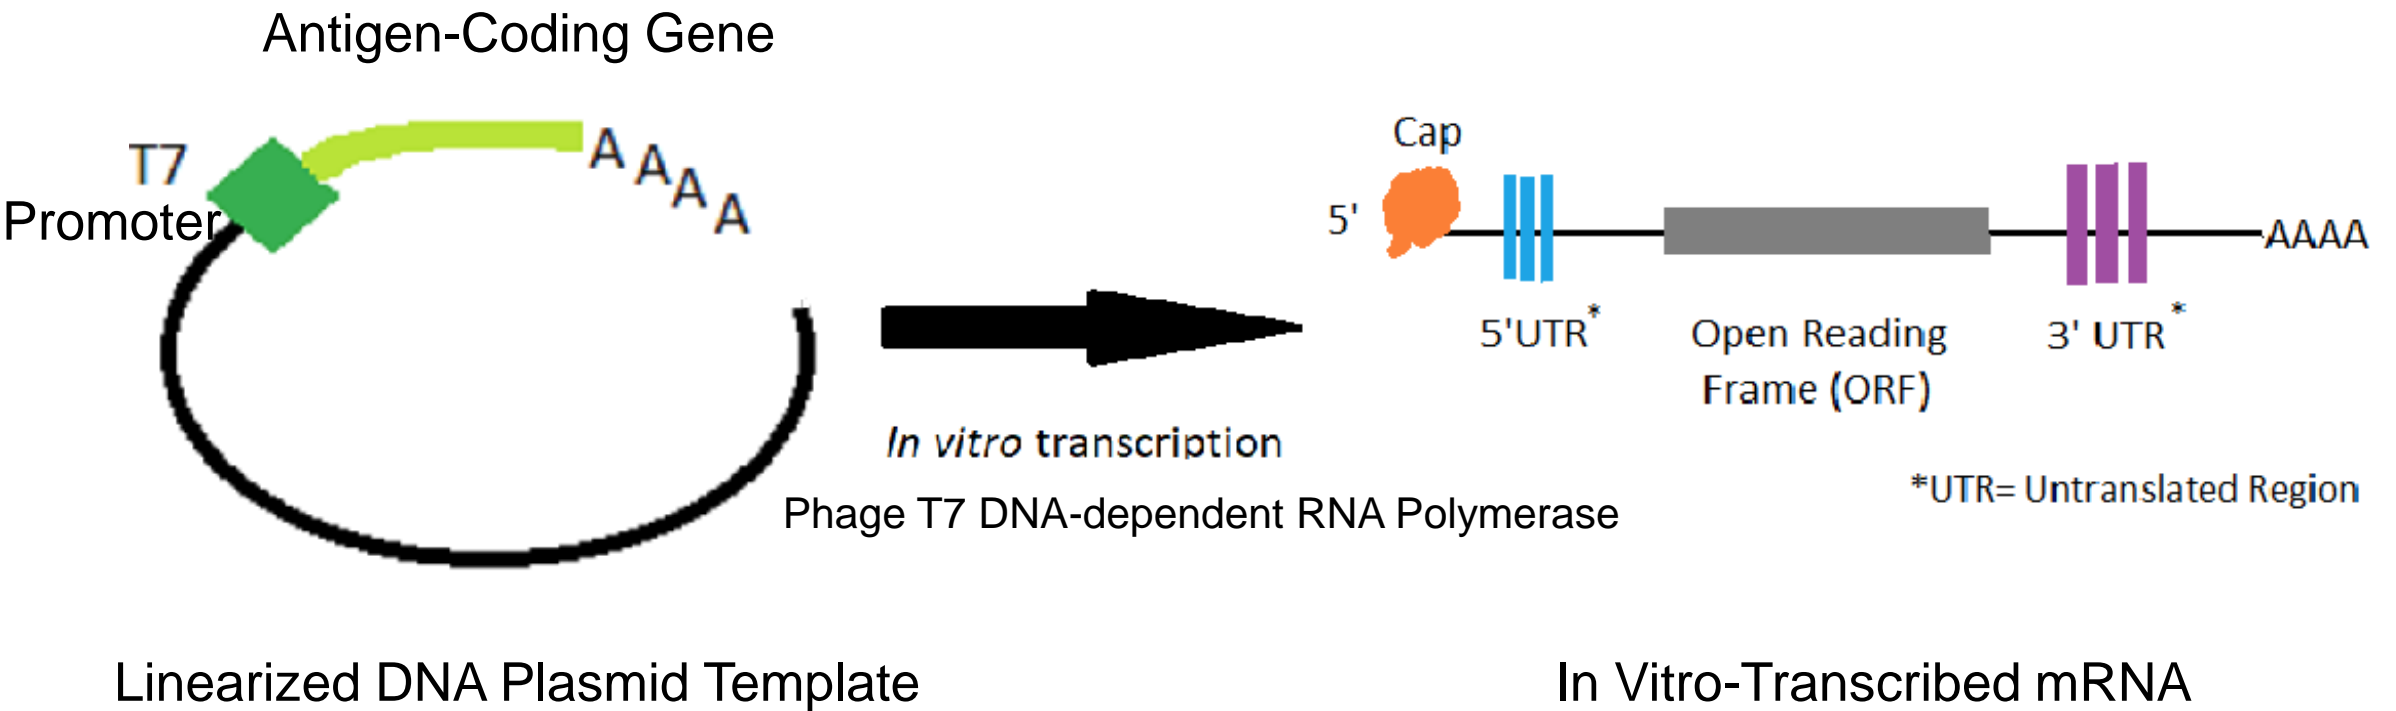 Antigen-Coding Gene
T7
Promoter
A A A A
Cap
5'
AAAA
5'UTR*
Open Reading
Frame (ORF)
3' UTR*
In vitro transcription
Phage T7 DNA-dependent RNA Polymerase
*UTR= Untranslated Region
Linearized DNA Plasmid Template
In Vitro-Transcribed mRNA